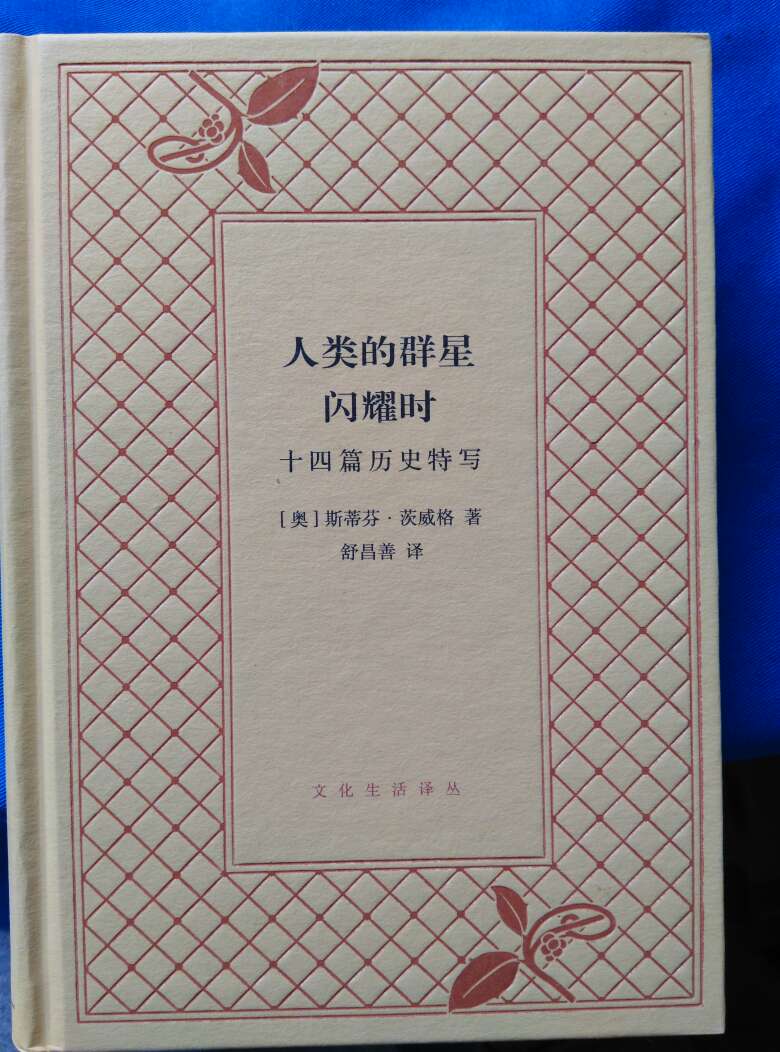 人类的群星
闪耀时
十四篇历史特写
[奥]斯蒂芬·茨威格 著
舒昌善 译
文化生活译丛